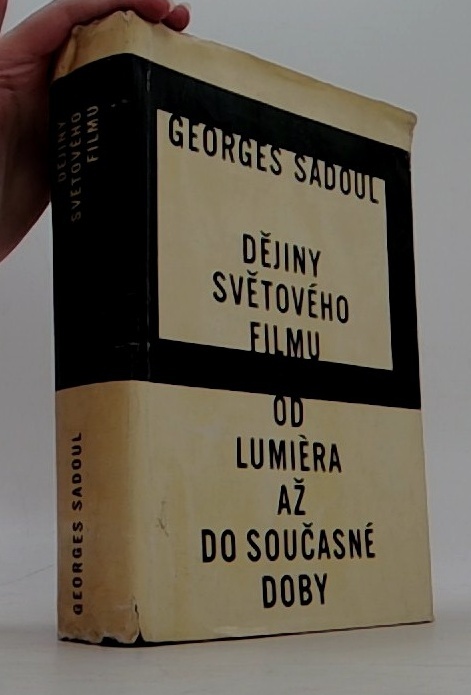 GEORGES SADOUL
DĚJINY
SVĚTOVÉHO
FILMU
OD
LUMIÈRA
AŽ
DO SOUČASNÉ
DOBY
DĚJINY
SVĚTOVÉHO
FILMU
GEORGES SADOUL